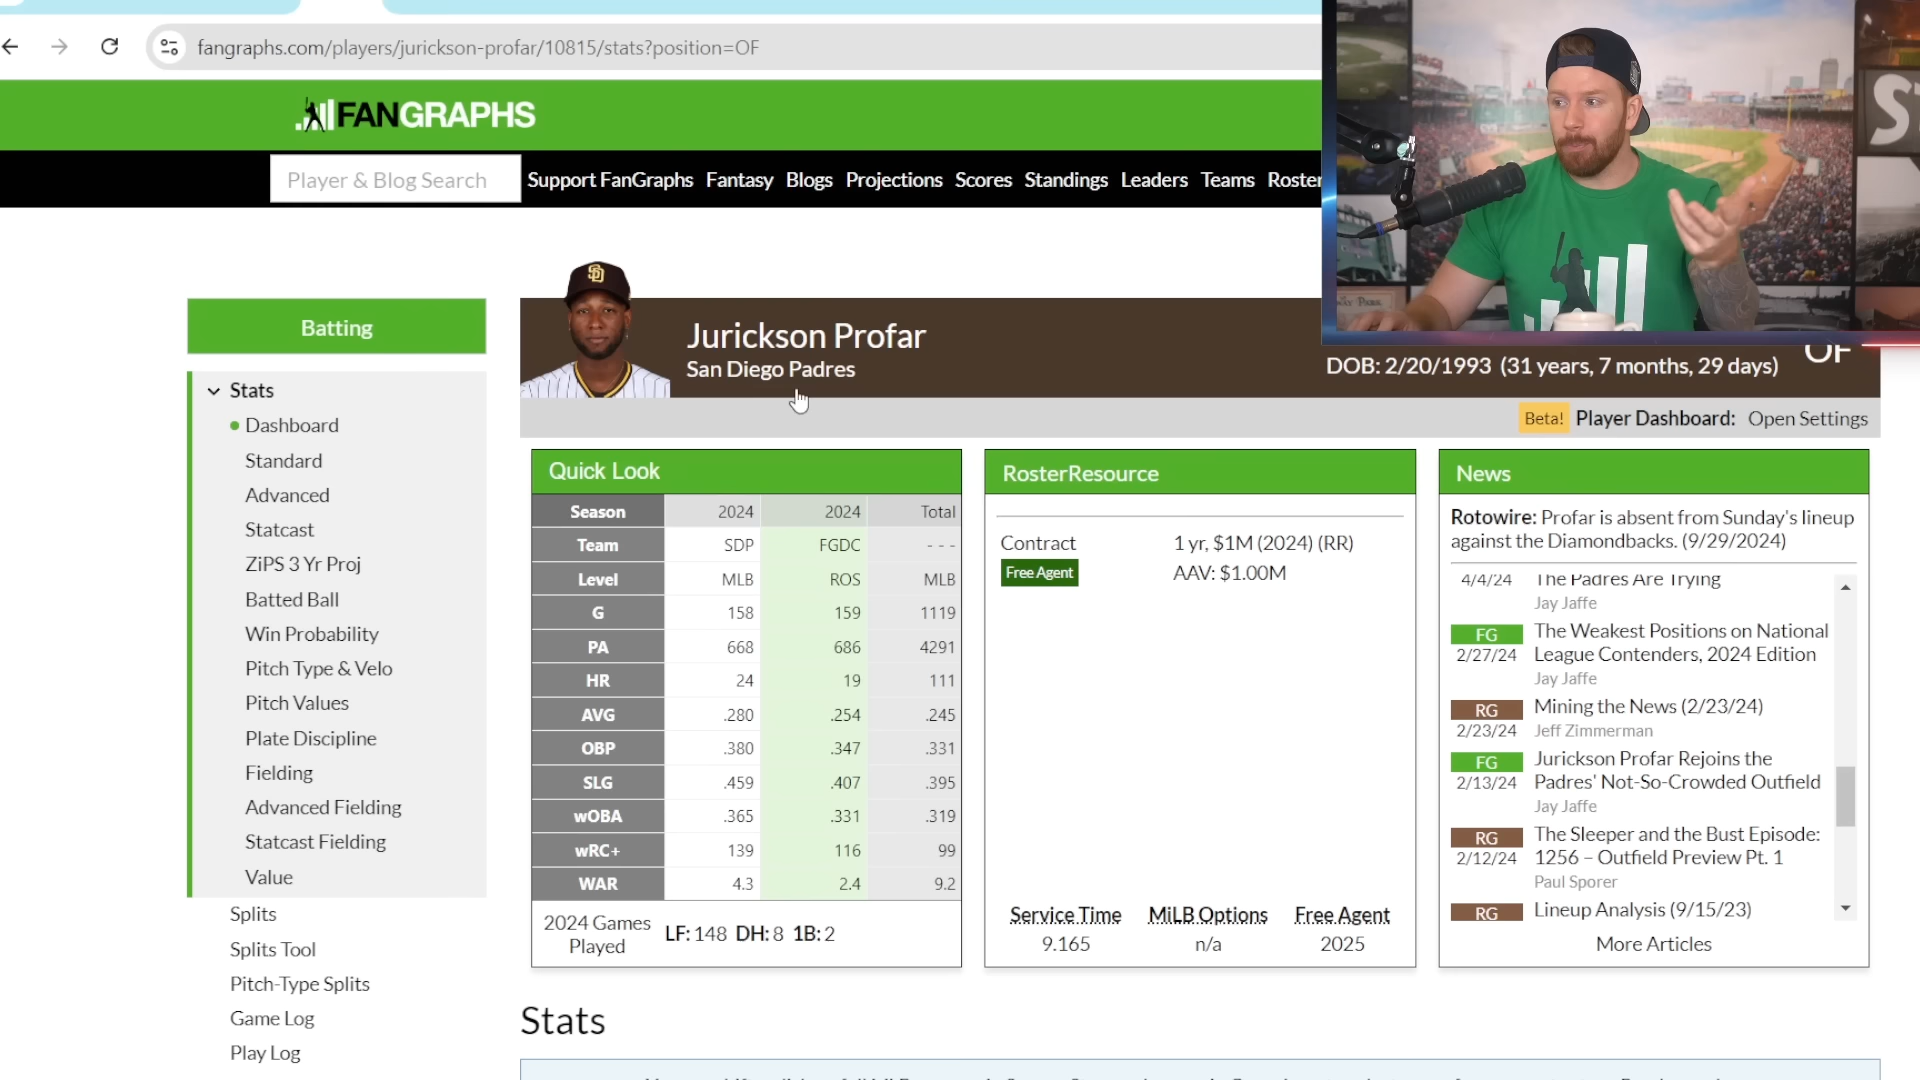 fangraphs.com/players/jurickson-profar/10815/stats?position=OF
FANGRAPHS
Player & Blog Search Support FanGraphs Fantasy Blogs Projections Scores Standings Leaders Teams Roster
Batting
Stats
Dashboard
Standard
Advanced
Statcast
ZiPS 3 Yr Proj
Batted Ball
Win Probability
Pitch Type & Velo
Pitch Values
Plate Discipline
Fielding
Advanced Fielding
Statcast Fielding
Value
Splits
Splits Tool
Pitch-Type Splits
Game Log
Play Log
SD
Jurickson Profar
San Diego Padres
DOB: 2/20/1993 (31 years, 7 months, 29 days) OF
Beta! Player Dashboard: Open Settings
Quick Look
Season 2024 2024 Total
Team SDP FGDC - - -
Level MLB ROS MLB
G 158 159 1119
PA 668 686 4291
HR 24 19 111
AVG .280 .254 .245
OBP .380 .347 .331
SLG .459 .407 .395
wOBA .365 .331 .319
wRC+ 139 116 99
WAR 4.3 2.4 9.2
2024 Games
Played LF: 148 DH: 8 1B: 2
RosterResource
Contract 1 yr, $1M (2024) (RR)
Free Agent AAV: $1.00M
Service Time MiLB Options Free Agent
9.165 n/a 2025
News
Rotowire: Profar is absent from Sunday's lineup
against the Diamondbacks. (9/29/2024)
4/4/24 The Padres Are Trying
Jay Jaffe
FG The Weakest Positions on National
2/27/24 League Contenders, 2024 Edition
Jay Jaffe
RG Mining the News (2/23/24)
2/23/24 Jeff Zimmerman
FG Jurickson Profar Rejoins the
2/13/24 Padres' Not-So-Crowded Outfield
Jay Jaffe
RG The Sleeper and the Bust Episode:
2/12/24 1256 – Outfield Preview Pt. 1
Paul Sporer
RG Lineup Analysis (9/15/23)
More Articles
Stats